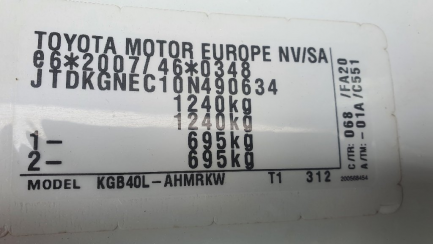 TOYOTA MOTOR EUROPE NV/SA
e6*2007/46*0348
JTDKGNEC10N490634
1240kg
1240kg
1- 695kg
2- 695kg
MODEL KGB40L-AHMRKW T1 312
C/TR: 068 /FA20
A/TM: -01A /C551